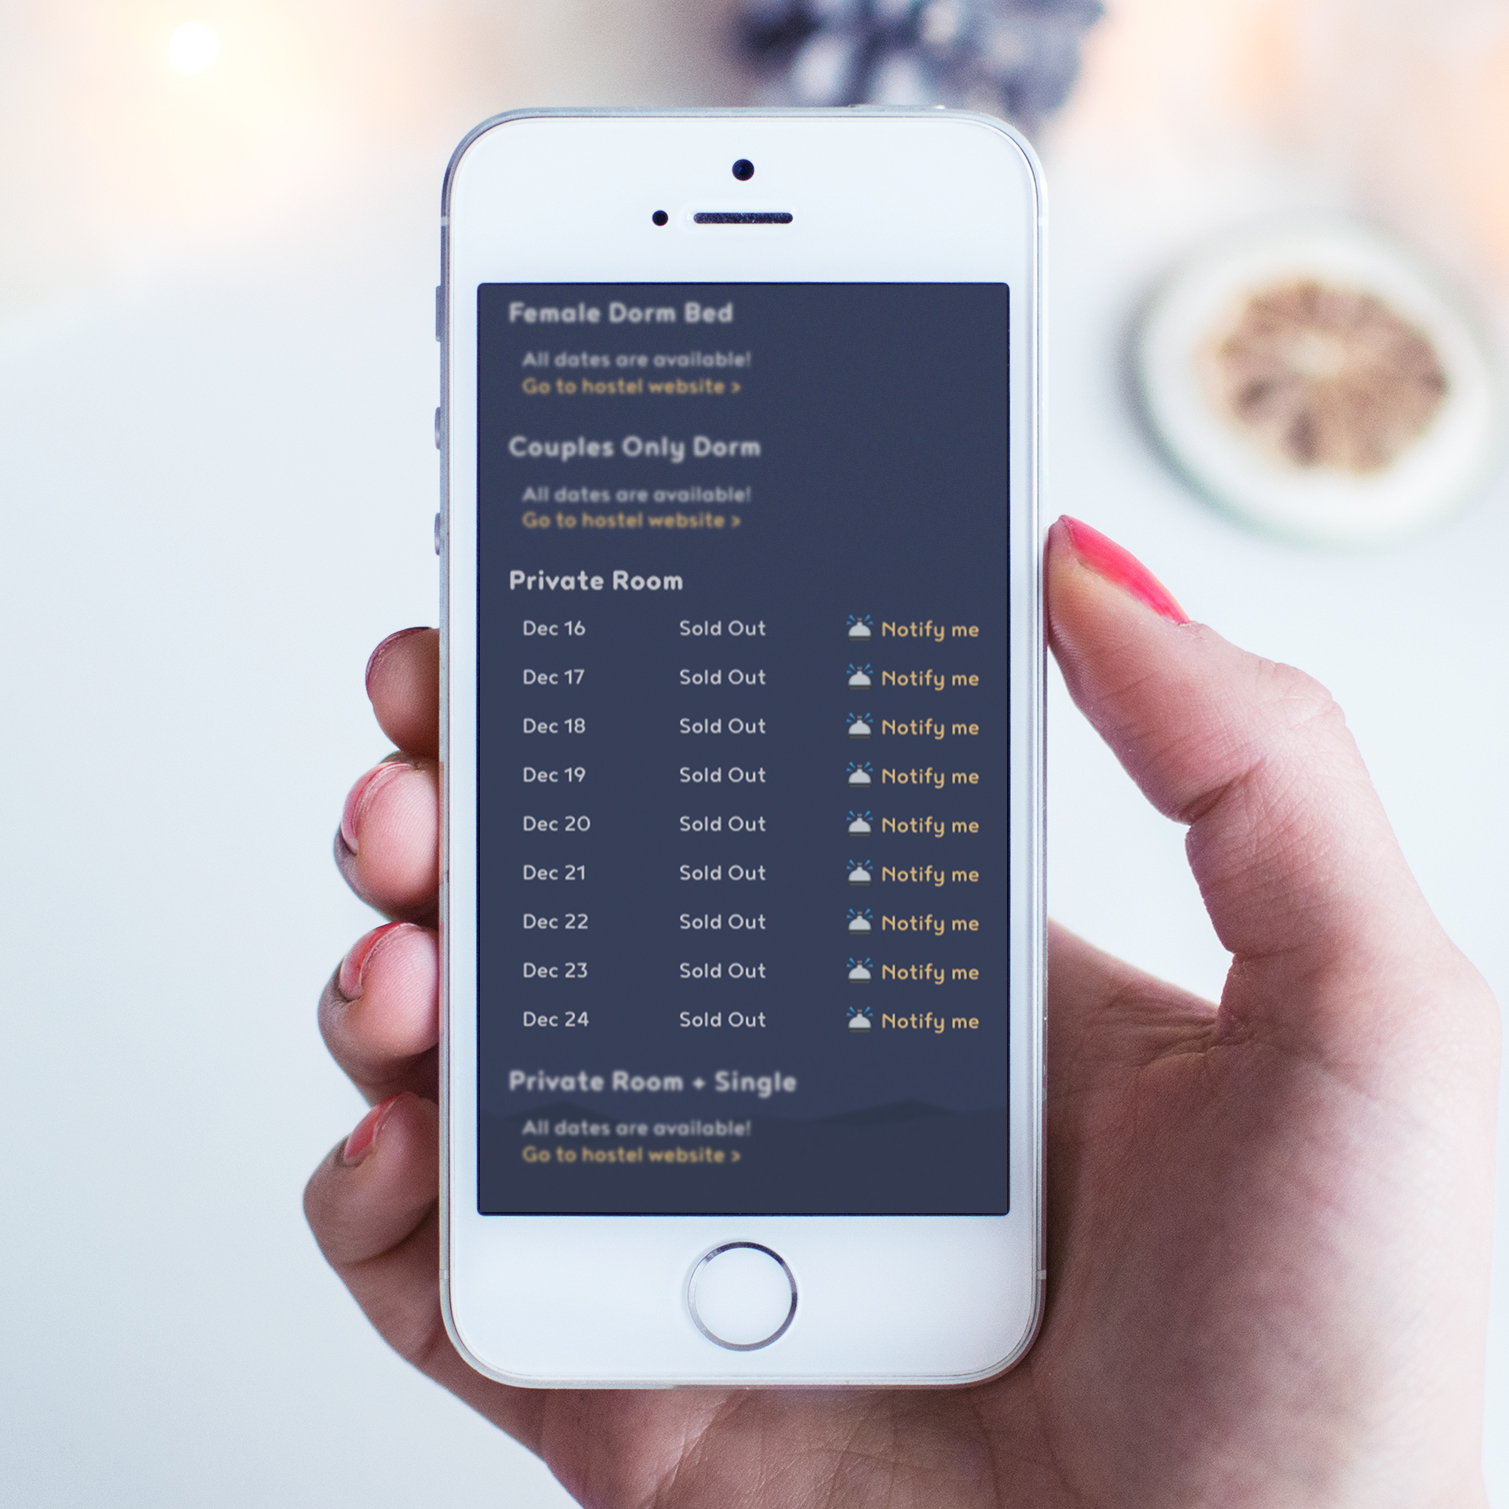 Female Dorm Bed
All dates are available!
Go to hostel website >
Couples Only Dorm
All dates are available!
Go to hostel website >
Private Room
Dec 16 Sold Out Notify me
Dec 17 Sold Out Notify me
Dec 18 Sold Out Notify me
Dec 19 Sold Out Notify me
Dec 20 Sold Out Notify me
Dec 21 Sold Out Notify me
Dec 22 Sold Out Notify me
Dec 23 Sold Out Notify me
Dec 24 Sold Out Notify me
Private Room + Single
All dates are available!
Go to hostel website >